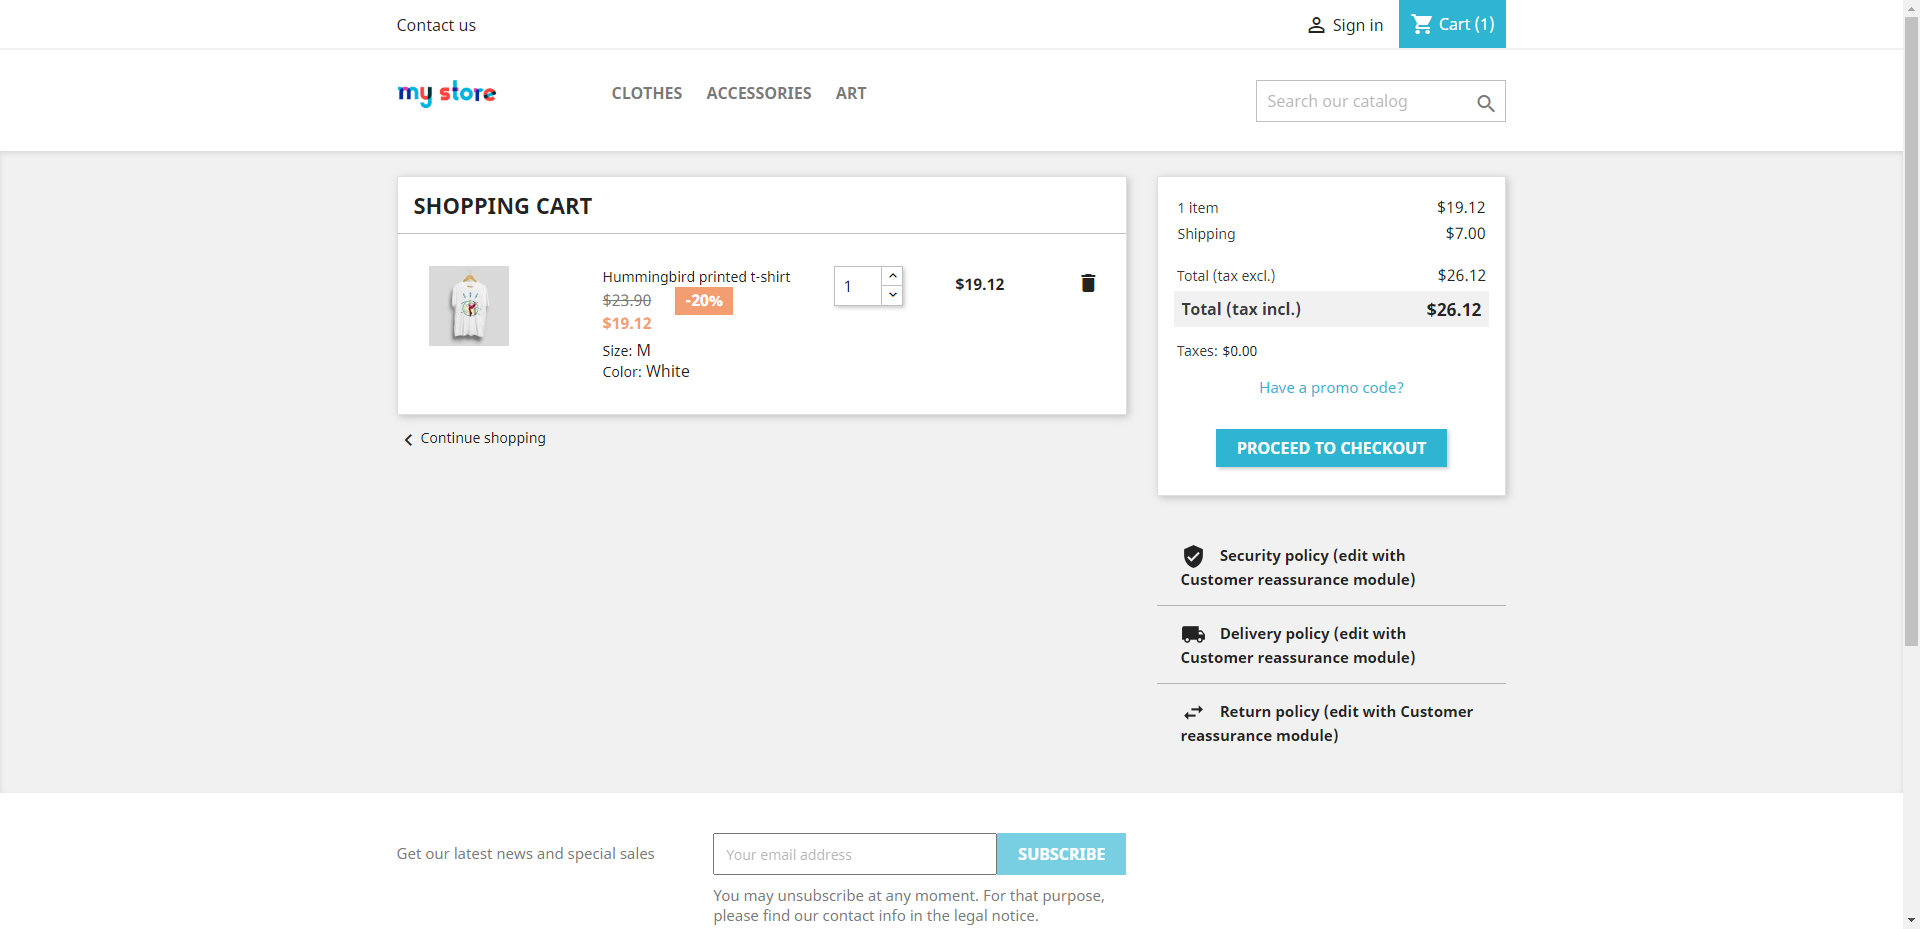 Contact us
Sign in
Cart (1)
my store
CLOTHES
ACCESSORIES
ART
Search our catalog
SHOPPING CART
Hummingbird printed t-shirt
$23.90
-20%
$19.12
Size: M
Color: White
1
$19.12
Continue shopping
1 item
$19.12
Shipping
$7.00
Total (tax excl.)
$26.12
Total (tax incl.)
$26.12
Taxes: $0.00
Have a promo code?
PROCEED TO CHECKOUT
Security policy (edit with
Customer reassurance module)
Delivery policy (edit with
Customer reassurance module)
Return policy (edit with Customer
reassurance module)
Get our latest news and special sales
Your email address
SUBSCRIBE
You may unsubscribe at any moment. For that purpose,
please find our contact info in the legal notice.